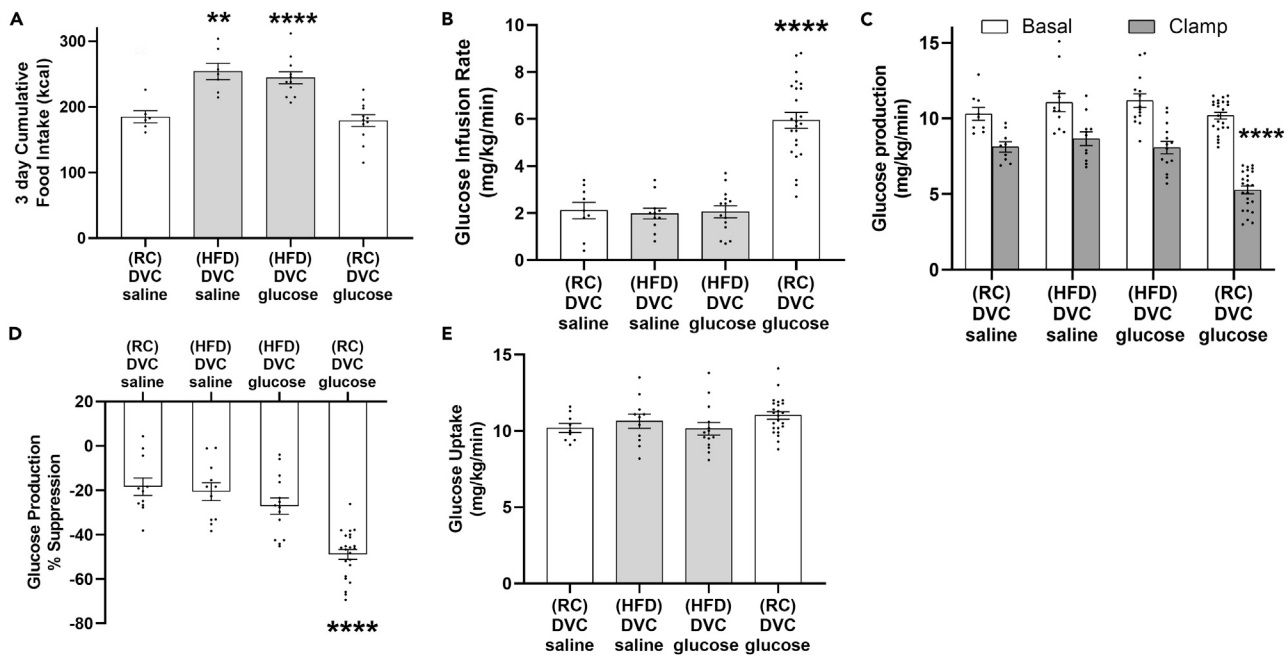 A
**
****
3 day Cumulative
Food Intake (kcal)
300
200
100
0
(RC)
DVC
saline
(HFD)
DVC
saline
(HFD)
DVC
glucose
(RC)
DVC
glucose
B
****
Glucose Infusion Rate
(mg/kg/min)
10
8
6
4
2
0
(RC)
DVC
saline
(HFD)
DVC
saline
(HFD)
DVC
glucose
(RC)
DVC
glucose
C
Basal
Clamp
****
Glucose production
(mg/kg/min)
15
10
5
0
(RC)
DVC
saline
(HFD)
DVC
saline
(HFD)
DVC
glucose
(RC)
DVC
glucose
D
(RC)
DVC
saline
(HFD)
DVC
saline
(HFD)
DVC
glucose
(RC)
DVC
glucose
Glucose Production
% Suppression
20
0
-20
-40
-60
-80
****
E
Glucose Uptake
(mg/kg/min)
15
10
5
0
(RC)
DVC
saline
(HFD)
DVC
saline
(HFD)
DVC
glucose
(RC)
DVC
glucose